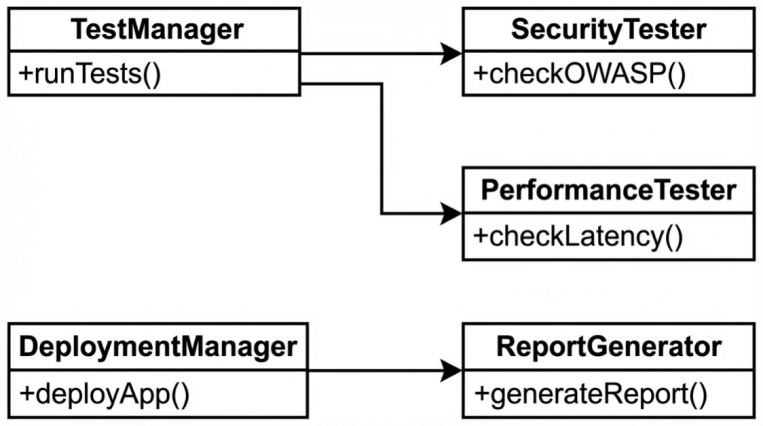 TestManager
+runTests()
SecurityTester
+checkOWASP()
PerformanceTester
+checkLatency()
DeploymentManager
+deployApp()
ReportGenerator
+generateReport()